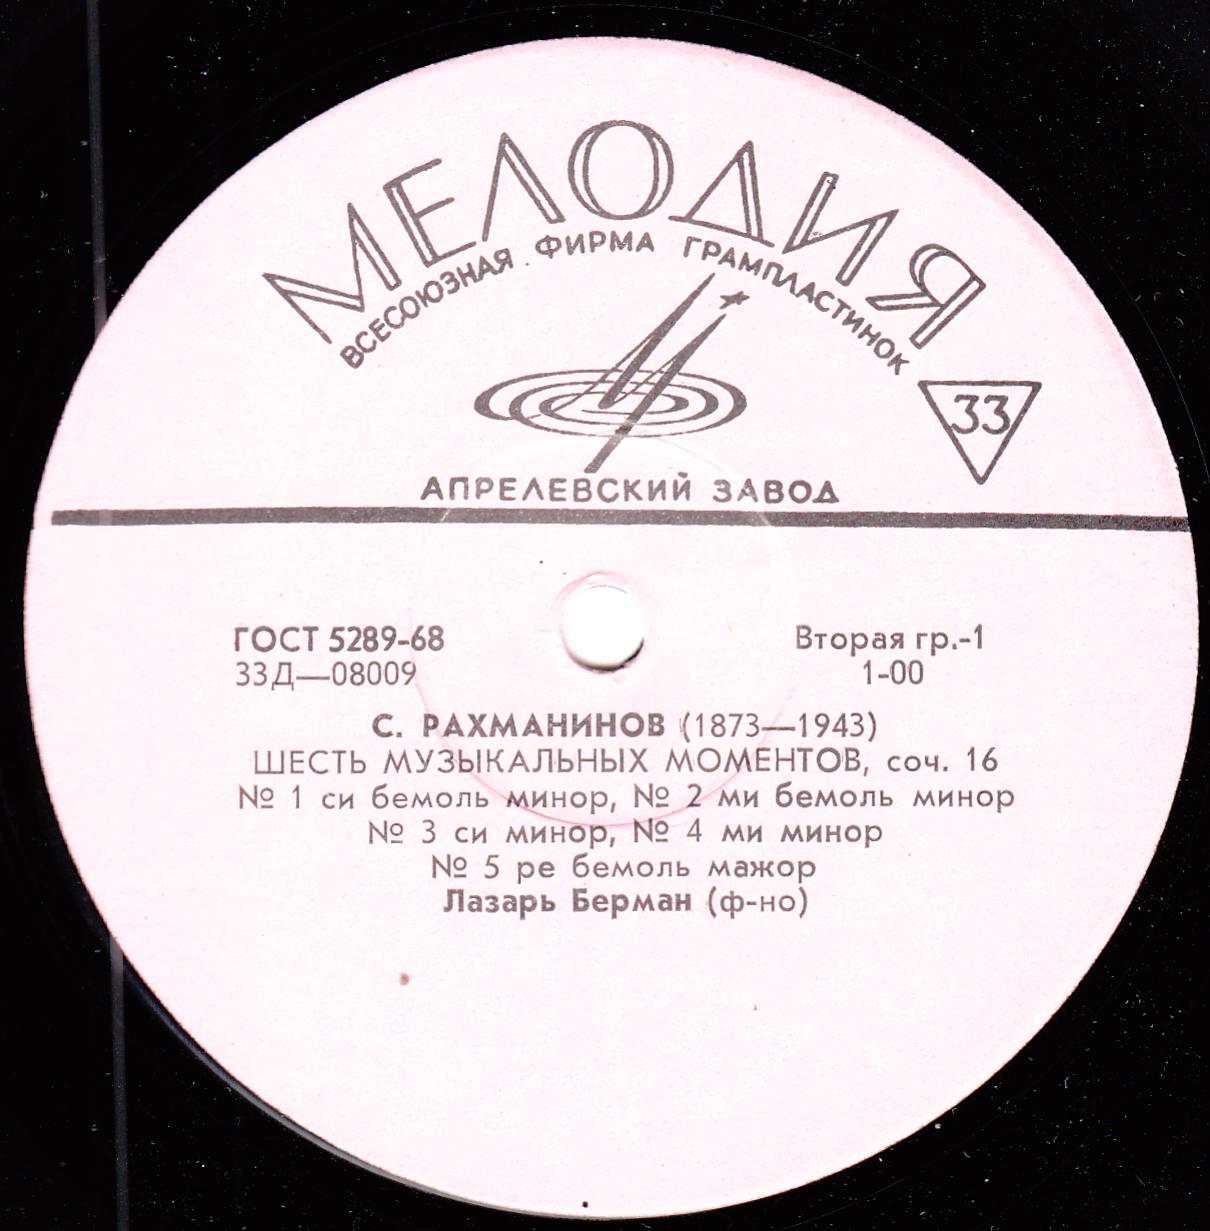 МЕЛОДИЯ
ВСЕСОЮЗНАЯ ФИРМА ГРАМПЛАСТИНОК
33
АПРЕЛЕВСКИЙ ЗАВОД
ГОСТ 5289-68 Вторая гр.-1
33Д—08009 1-00
С. РАХМАНИНОВ (1873—1943)
ШЕСТЬ МУЗЫКАЛЬНЫХ МОМЕНТОВ, соч. 16
№ 1 си бемоль минор, № 2 ми бемоль минор
№ 3 си минор, № 4 ми минор
№ 5 ре бемоль мажор
Лазарь Берман (ф-но)